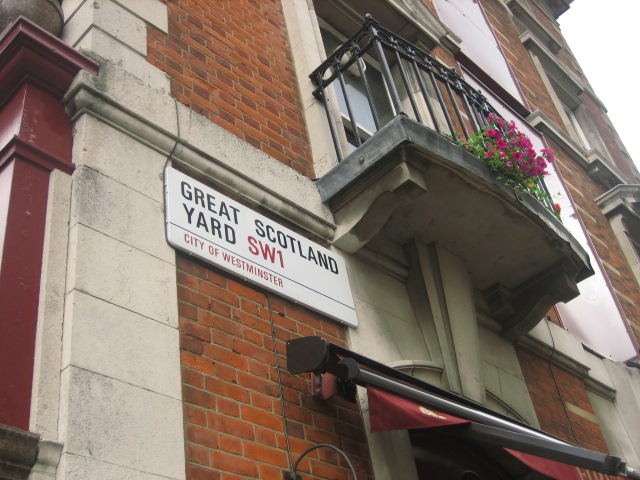 GREAT SCOTLAND
YARD SW1
CITY OF WESTMINSTER